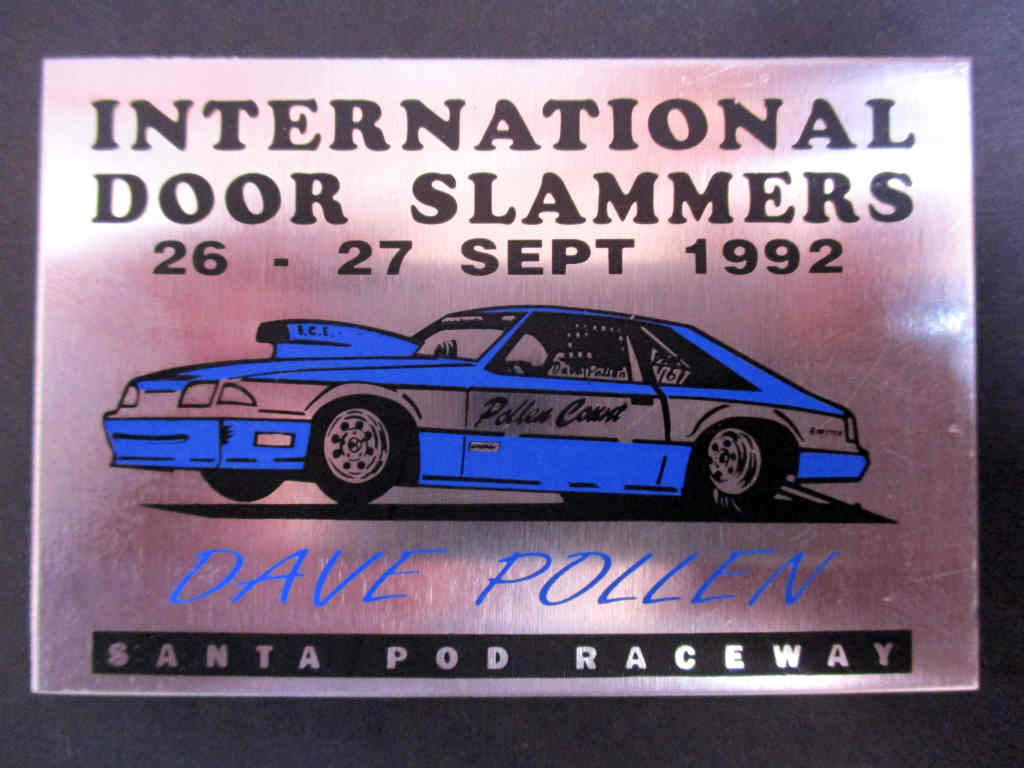 INTERNATIONAL
DOOR SLAMMERS
26 - 27 SEPT 1992
Pollen Count
DAVE POLLEN
SANTA POD RACEWAY